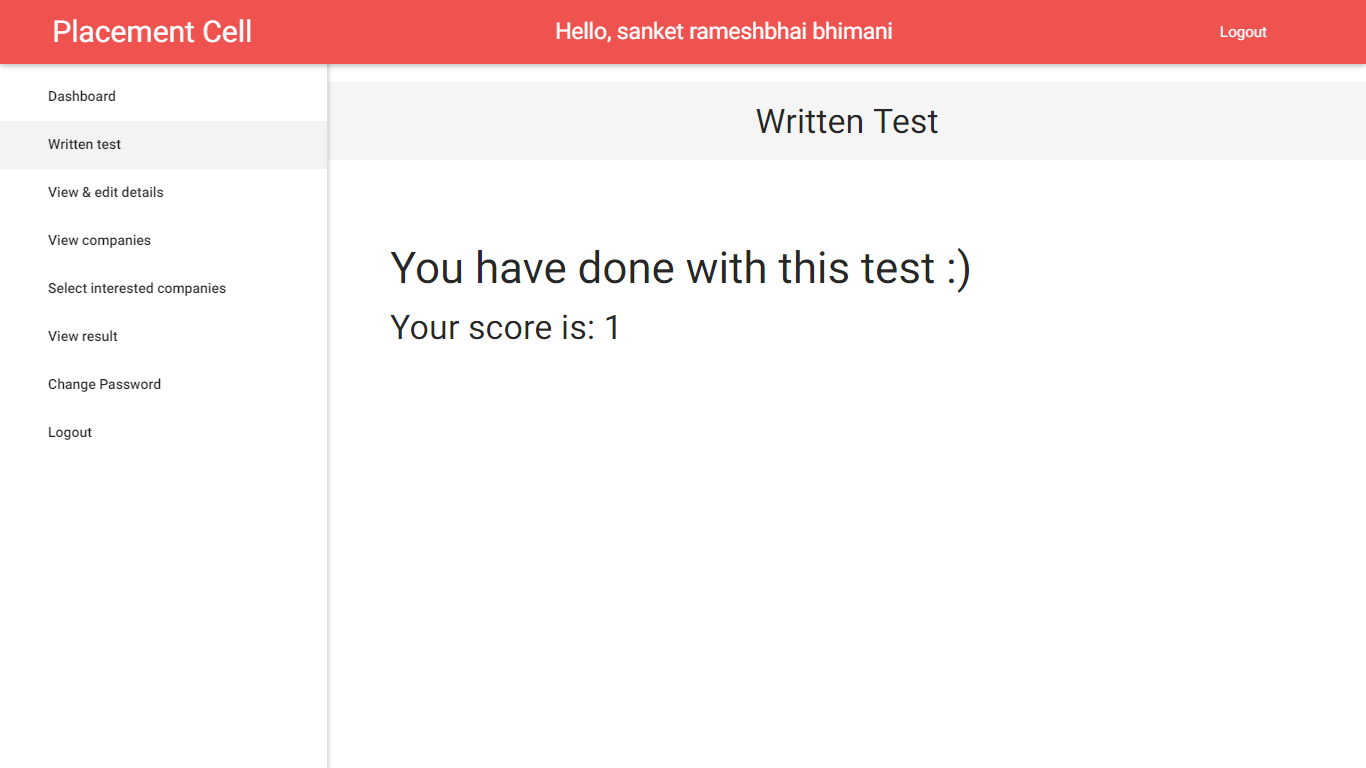 Placement Cell
Hello, sanket rameshbhai bhimani
Logout
Dashboard
Written test
View & edit details
View companies
Select interested companies
View result
Change Password
Logout
Written Test
You have done with this test :)
Your score is: 1